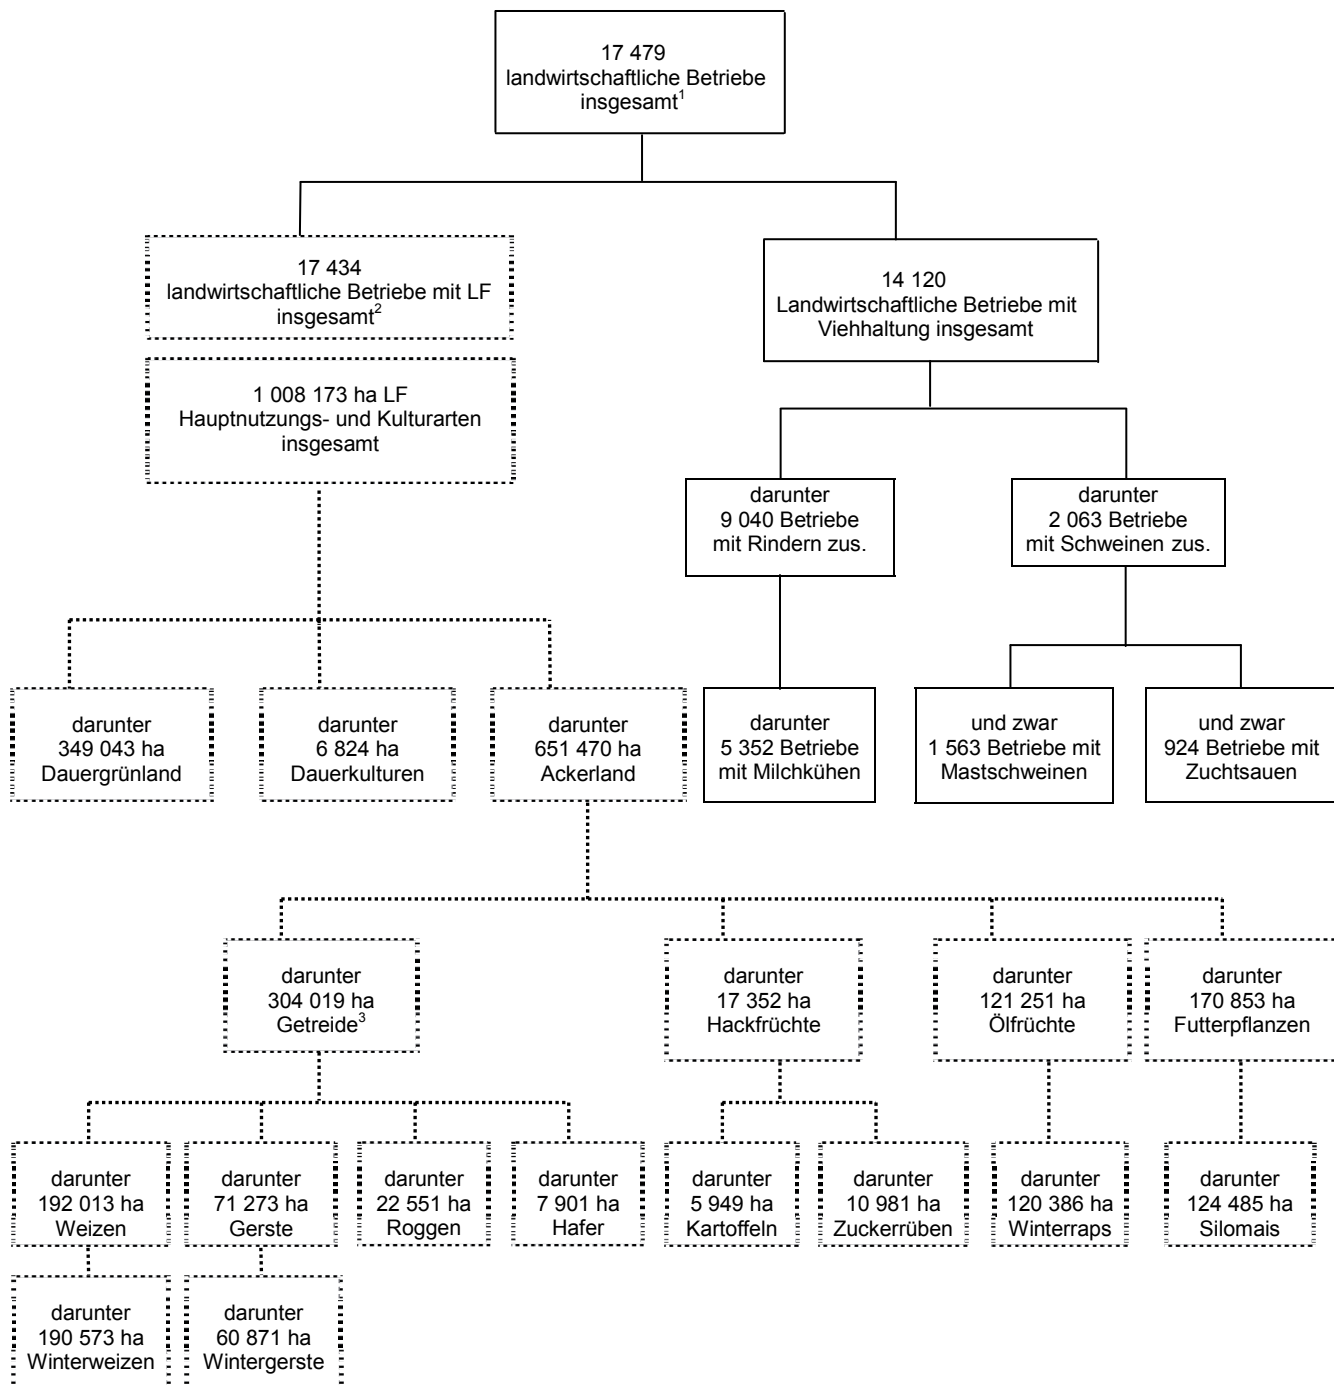 17 479
landwirtschaftliche Betriebe
insgesamt¹
17 434
landwirtschaftliche Betriebe mit LF
insgesamt²
14 120
Landwirtschaftliche Betriebe mit
Viehhaltung insgesamt
1 008 173 ha LF
Hauptnutzungs- und Kulturarten
insgesamt
darunter
9 040 Betriebe
mit Rindern zus.
darunter
2 063 Betriebe
mit Schweinen zus.
darunter
349 043 ha
Dauergrünland
darunter
6 824 ha
Dauerkulturen
darunter
651 470 ha
Ackerland
darunter
5 352 Betriebe
mit Milchkühen
und zwar
1 563 Betriebe mit
Mastschweinen
und zwar
924 Betriebe mit
Zuchtsauen
darunter
304 019 ha
Getreide³
darunter
17 352 ha
Hackfrüchte
darunter
121 251 ha
Ölfrüchte
darunter
170 853 ha
Futterpflanzen
darunter
192 013 ha
Weizen
darunter
71 273 ha
Gerste
darunter
22 551 ha
Roggen
darunter
7 901 ha
Hafer
darunter
5 949 ha
Kartoffeln
darunter
10 981 ha
Zuckerrüben
darunter
120 386 ha
Winterraps
darunter
124 485 ha
Silomais
darunter
190 573 ha
Winterweizen
darunter
60 871 ha
Wintergerste